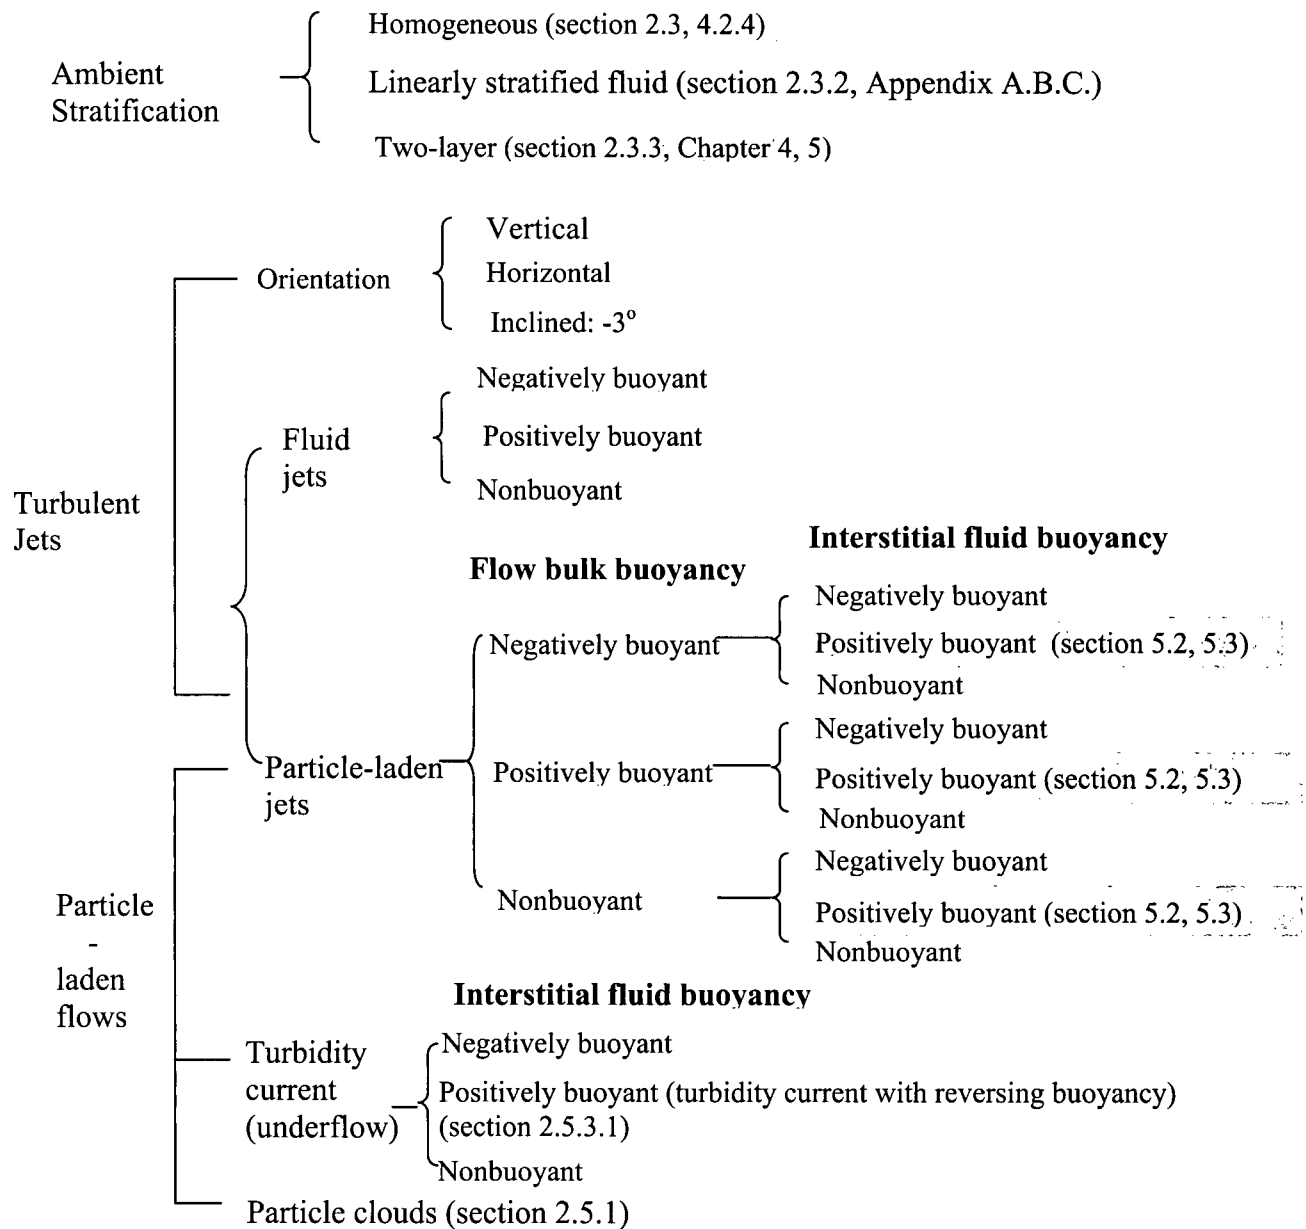 Homogeneous (section 2.3, 4.2.4)
Ambient
Stratification
Linearly stratified fluid (section 2.3.2, Appendix A.B.C.)
Two-layer (section 2.3.3, Chapter 4, 5)
Vertical
Orientation
Horizontal
Inclined: -3°
Negatively buoyant
Fluid
jets
Positively buoyant
Nonbuoyant
Turbulent
Jets
Interstitial fluid buoyancy
Flow bulk buoyancy
Negatively buoyant
Negatively buoyant
Positively buoyant (section 5.2, 5.3)
Nonbuoyant
Negatively buoyant
Particle-laden
jets
Positively buoyant
Positively buoyant (section 5.2, 5.3)
Nonbuoyant
Negatively buoyant
Nonbuoyant
Positively buoyant (section 5.2, 5.3)
Nonbuoyant
Particle
-
laden
flows
Interstitial fluid buoyancy
Negatively buoyant
Turbidity
current
(underflow)
Positively buoyant (turbidity current with reversing buoyancy)
(section 2.5.3.1)
Nonbuoyant
Particle clouds (section 2.5.1)